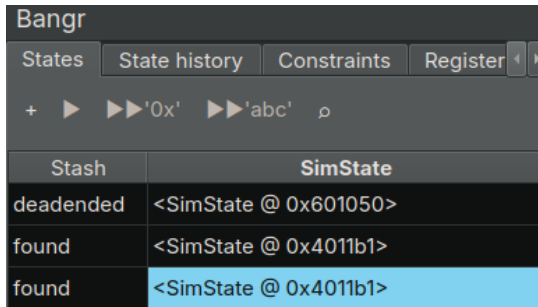 Bangr
States State history Constraints Register
+ ▶ ▶▶'0x' ▶▶'abc' ⌕
Stash SimState
deadended <SimState @ 0x601050>
found <SimState @ 0x4011b1>
found <SimState @ 0x4011b1>